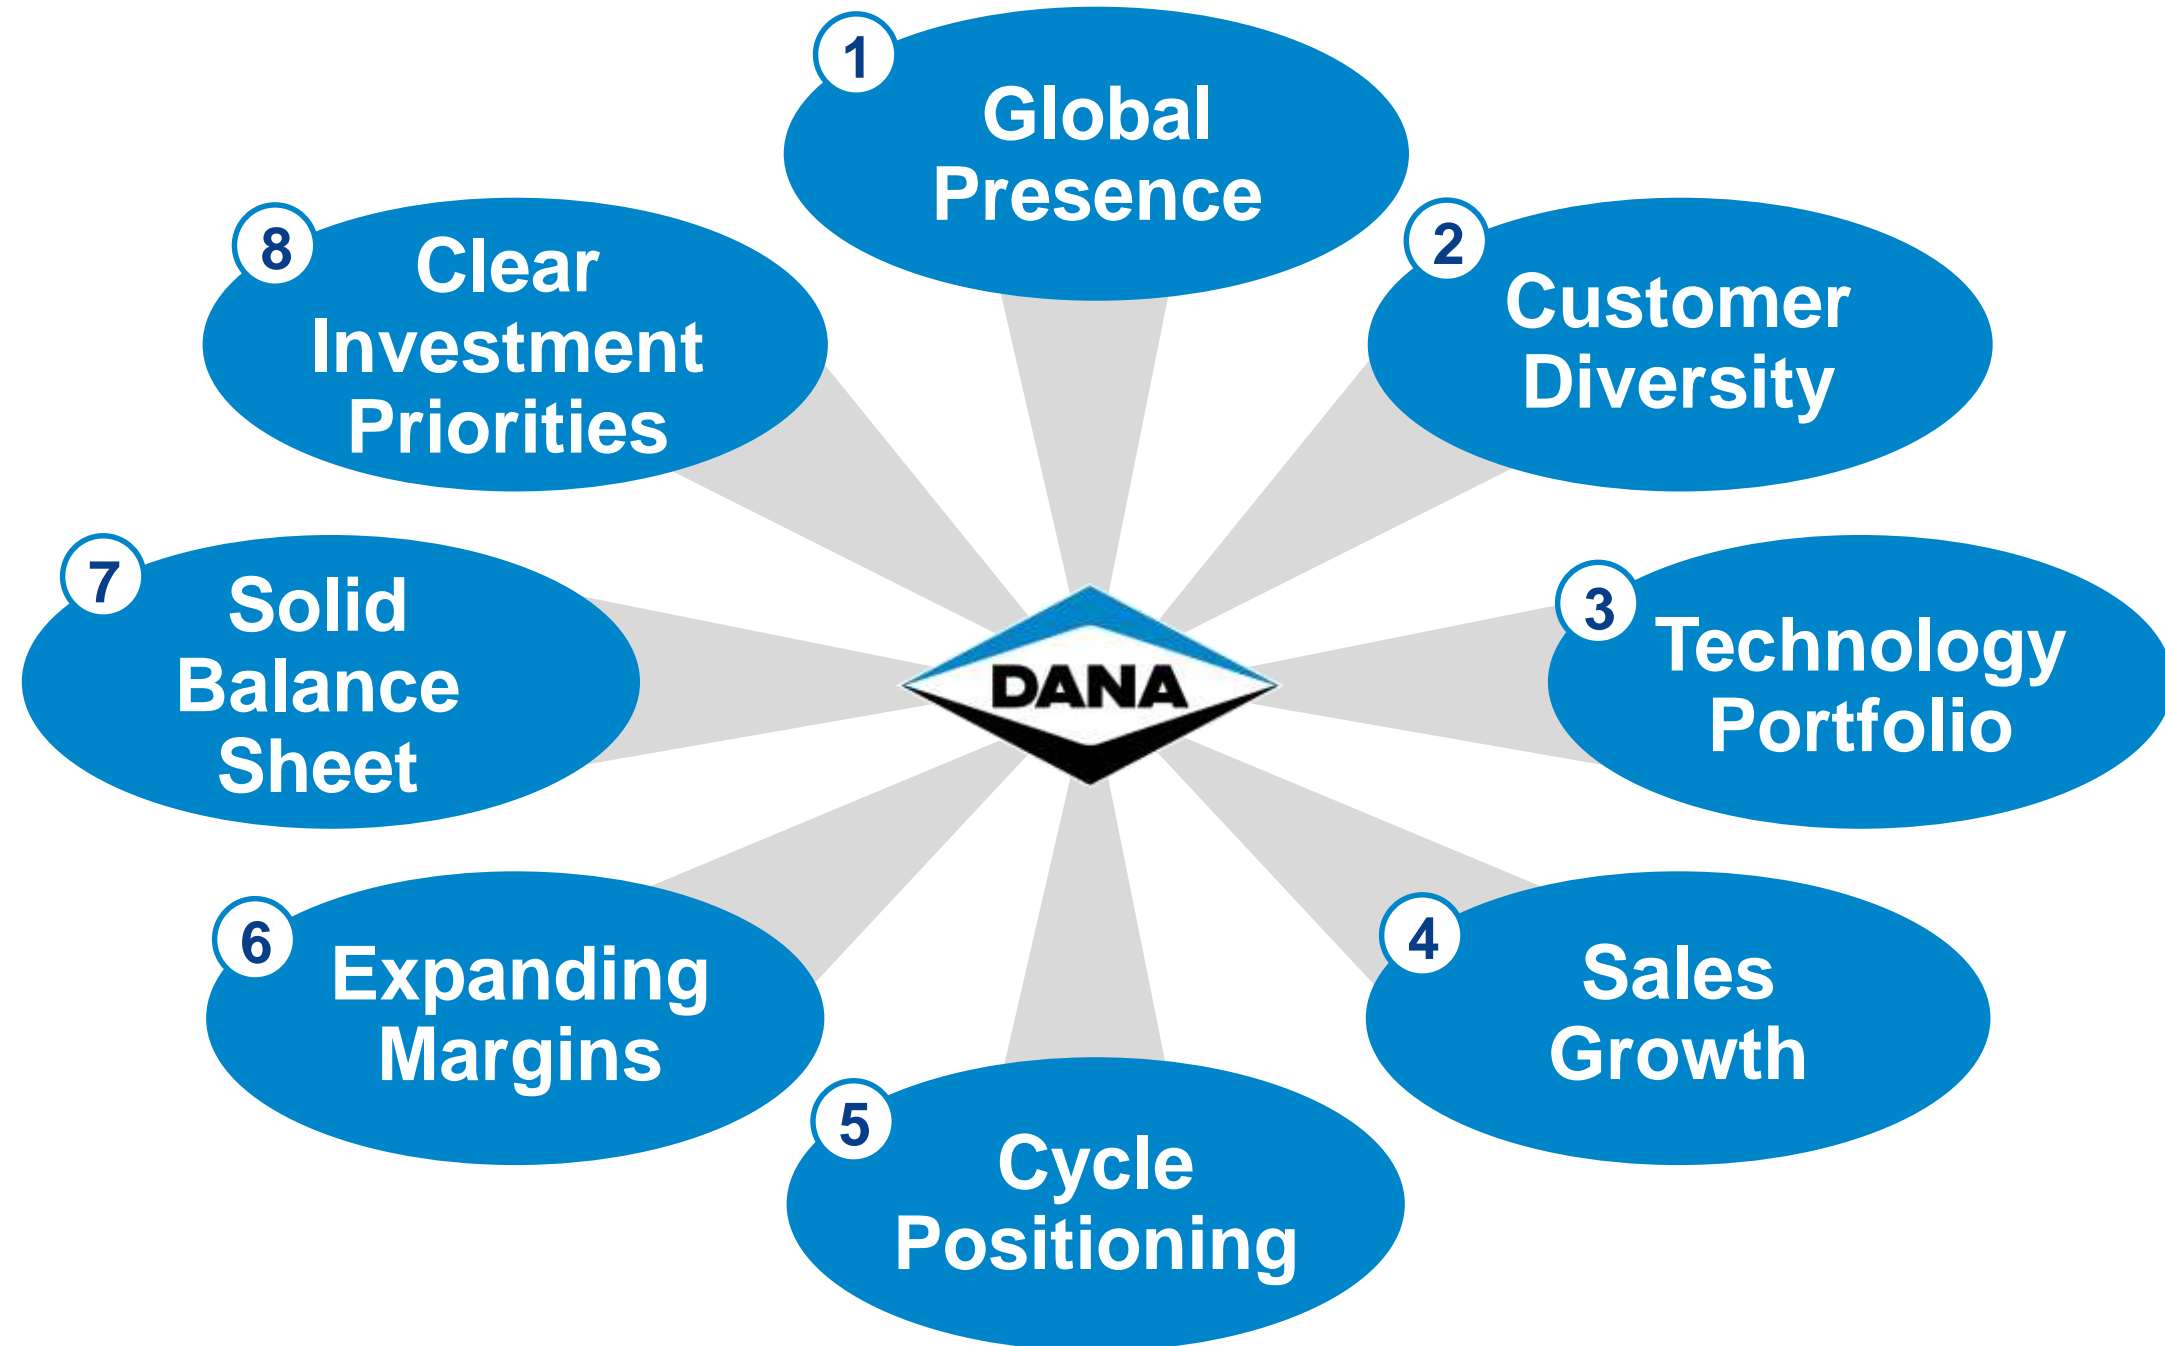 1
Global
Presence
2
Customer
Diversity
3
Technology
Portfolio
4
Sales
Growth
5
Cycle
Positioning
6
Expanding
Margins
7
Solid
Balance
Sheet
8
Clear
Investment
Priorities
DANA